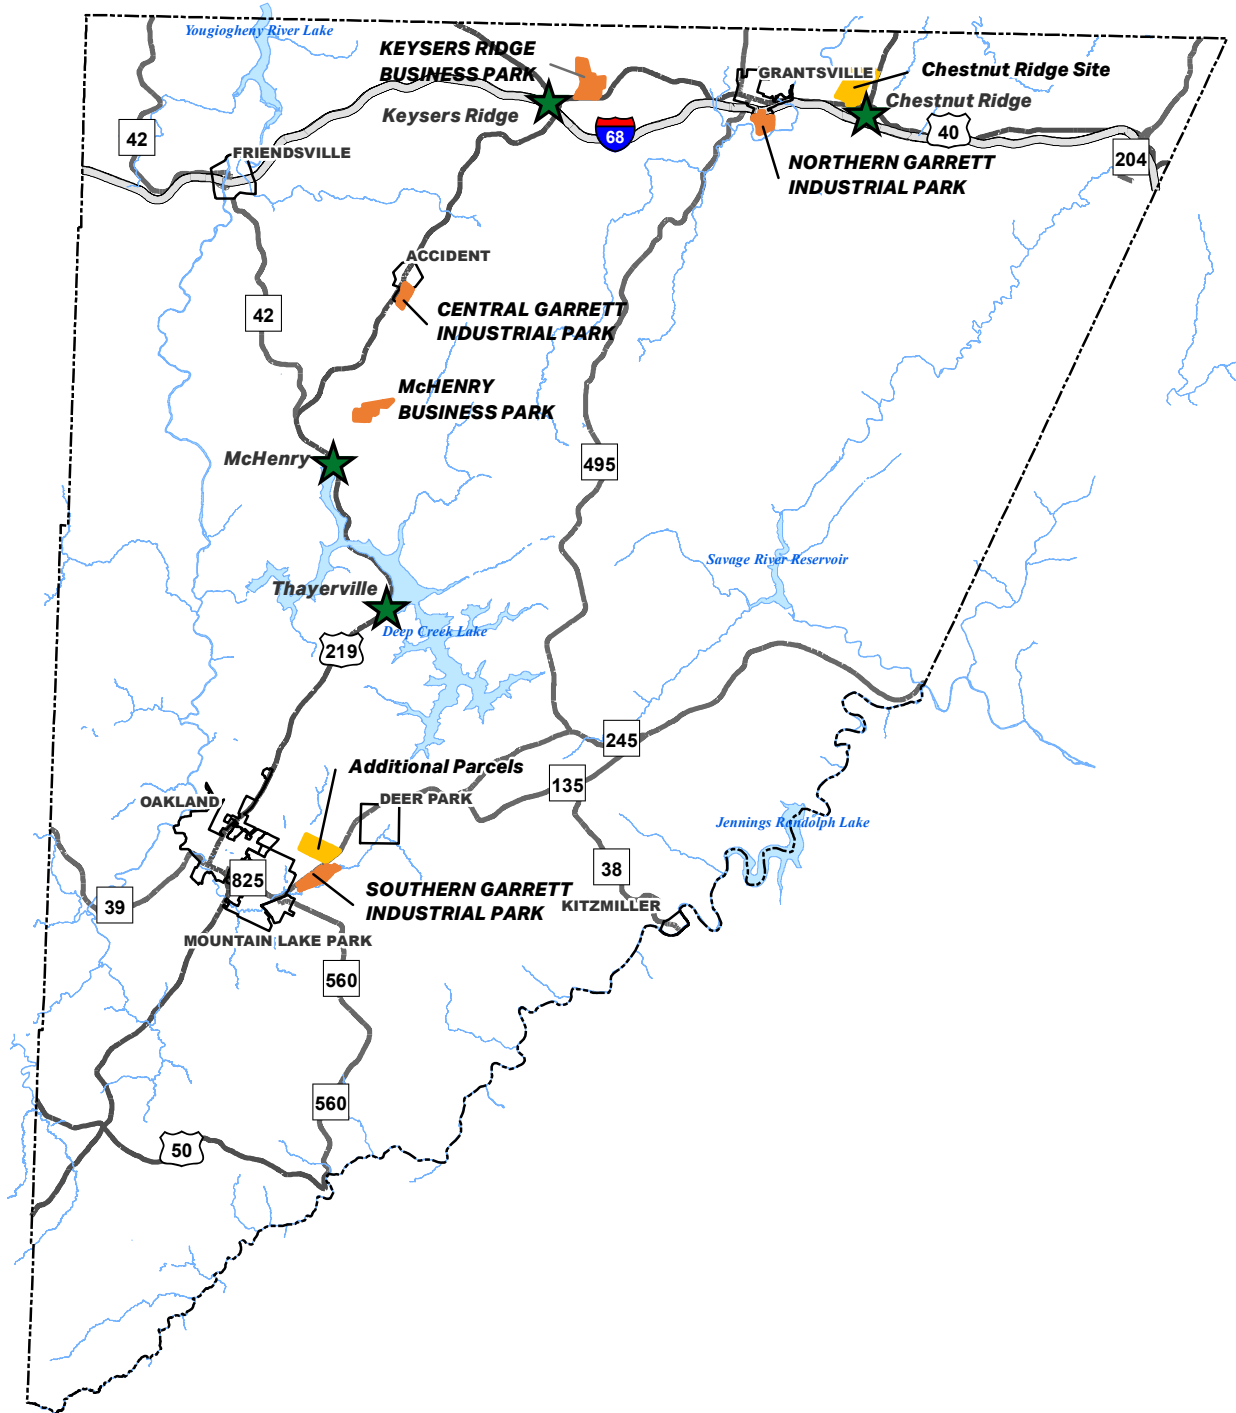 Yougiogheny River Lake
KEYSERS RIDGE
BUSINESS PARK
Keysers Ridge
68
GRANTSVILLE
Chestnut Ridge Site
Chestnut Ridge
40
204
42
FRIENDSVILLE
NORTHERN GARRETT
INDUSTRIAL PARK
ACCIDENT
42
CENTRAL GARRETT
INDUSTRIAL PARK
McHENRY
BUSINESS PARK
McHenry
495
Savage River Reservoir
Thayerville
Deep Creek Lake
219
245
Additional Parcels
135
OAKLAND
DEER PARK
Jennings Randolph Lake
825
38
39
SOUTHERN GARRETT
INDUSTRIAL PARK
KITZMILLER
MOUNTAIN LAKE PARK
560
560
50